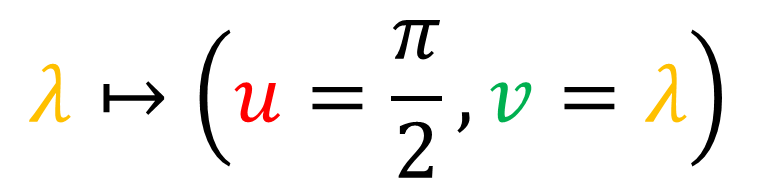 λ ↦ (u = π/2, v = λ)